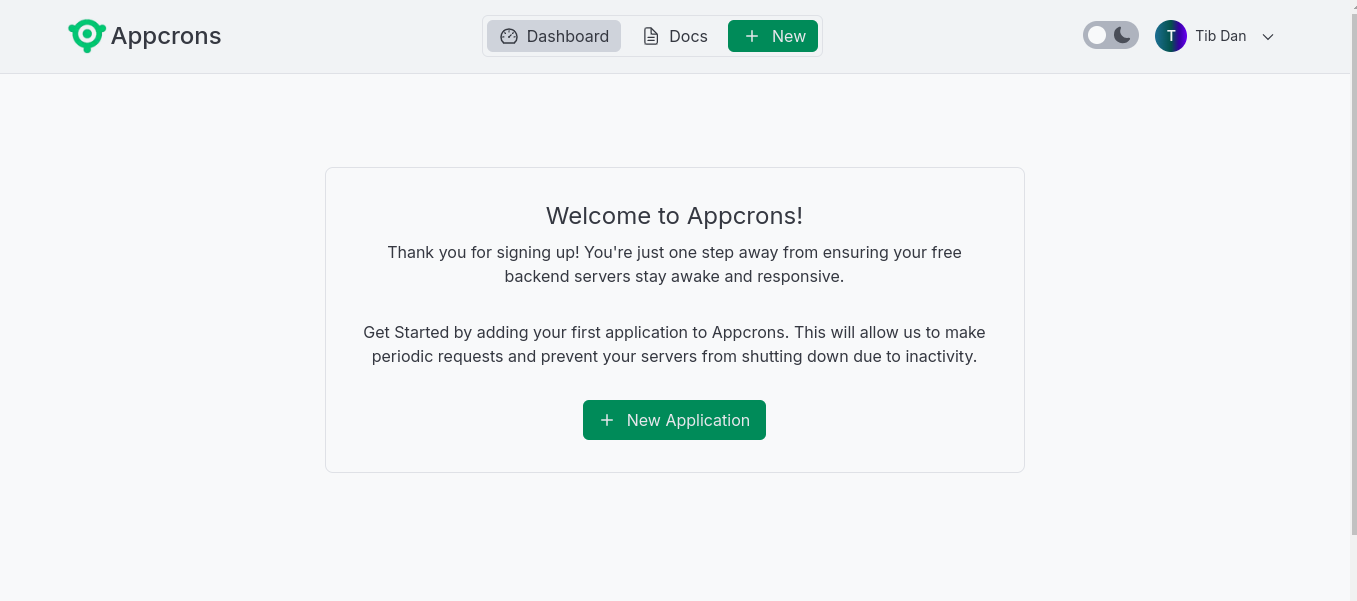 Appcrons
Dashboard
Docs
New
T
Tib Dan
Welcome to Appcrons!
Thank you for signing up! You're just one step away from ensuring your free
backend servers stay awake and responsive.
Get Started by adding your first application to Appcrons. This will allow us to make
periodic requests and prevent your servers from shutting down due to inactivity.
New Application